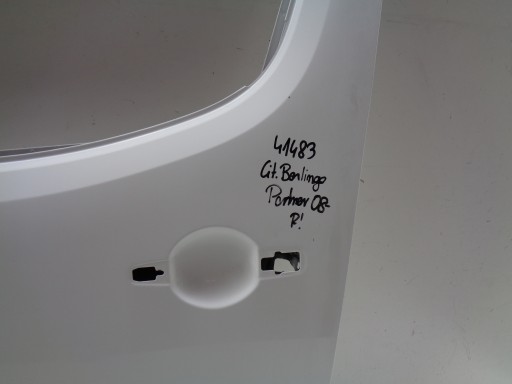 41483
Cit. Berlingo
Partner 08-
R!